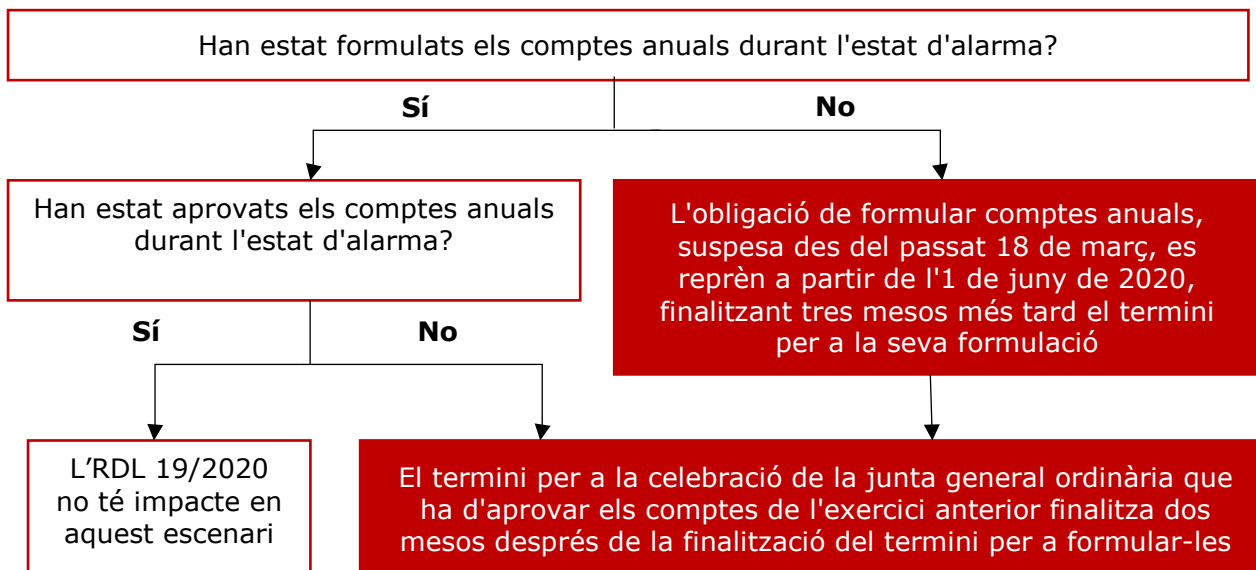 Han estat formulats els comptes anuals durant l'estat d'alarma?
Sí
No
Han estat aprovats els comptes anuals
durant l'estat d'alarma?
L'obligació de formular comptes anuals,
suspesa des del passat 18 de març, es
reprèn a partir de l'1 de juny de 2020,
finalitzant tres mesos més tard el termini
per a la seva formulació
Sí
No
L’RDL 19/2020
no té impacte en
aquest escenari
El termini per a la celebració de la junta general ordinària que
ha d'aprovar els comptes de l'exercici anterior finalitza dos
mesos després de la finalització del termini per a formular-les